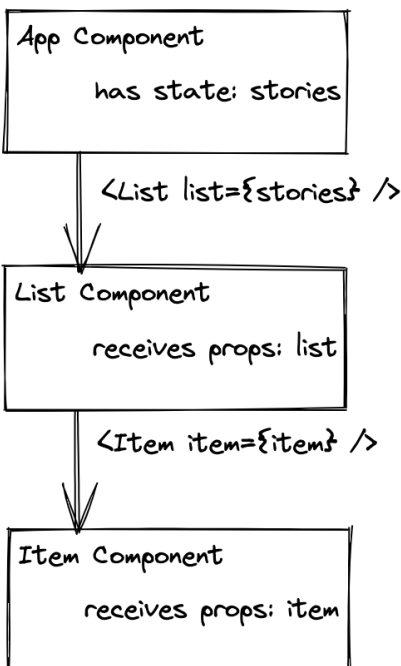 App Component
has state: stories
<List list={stories} />
List Component
receives props: list
<Item item={item} />
Item Component
receives props: item